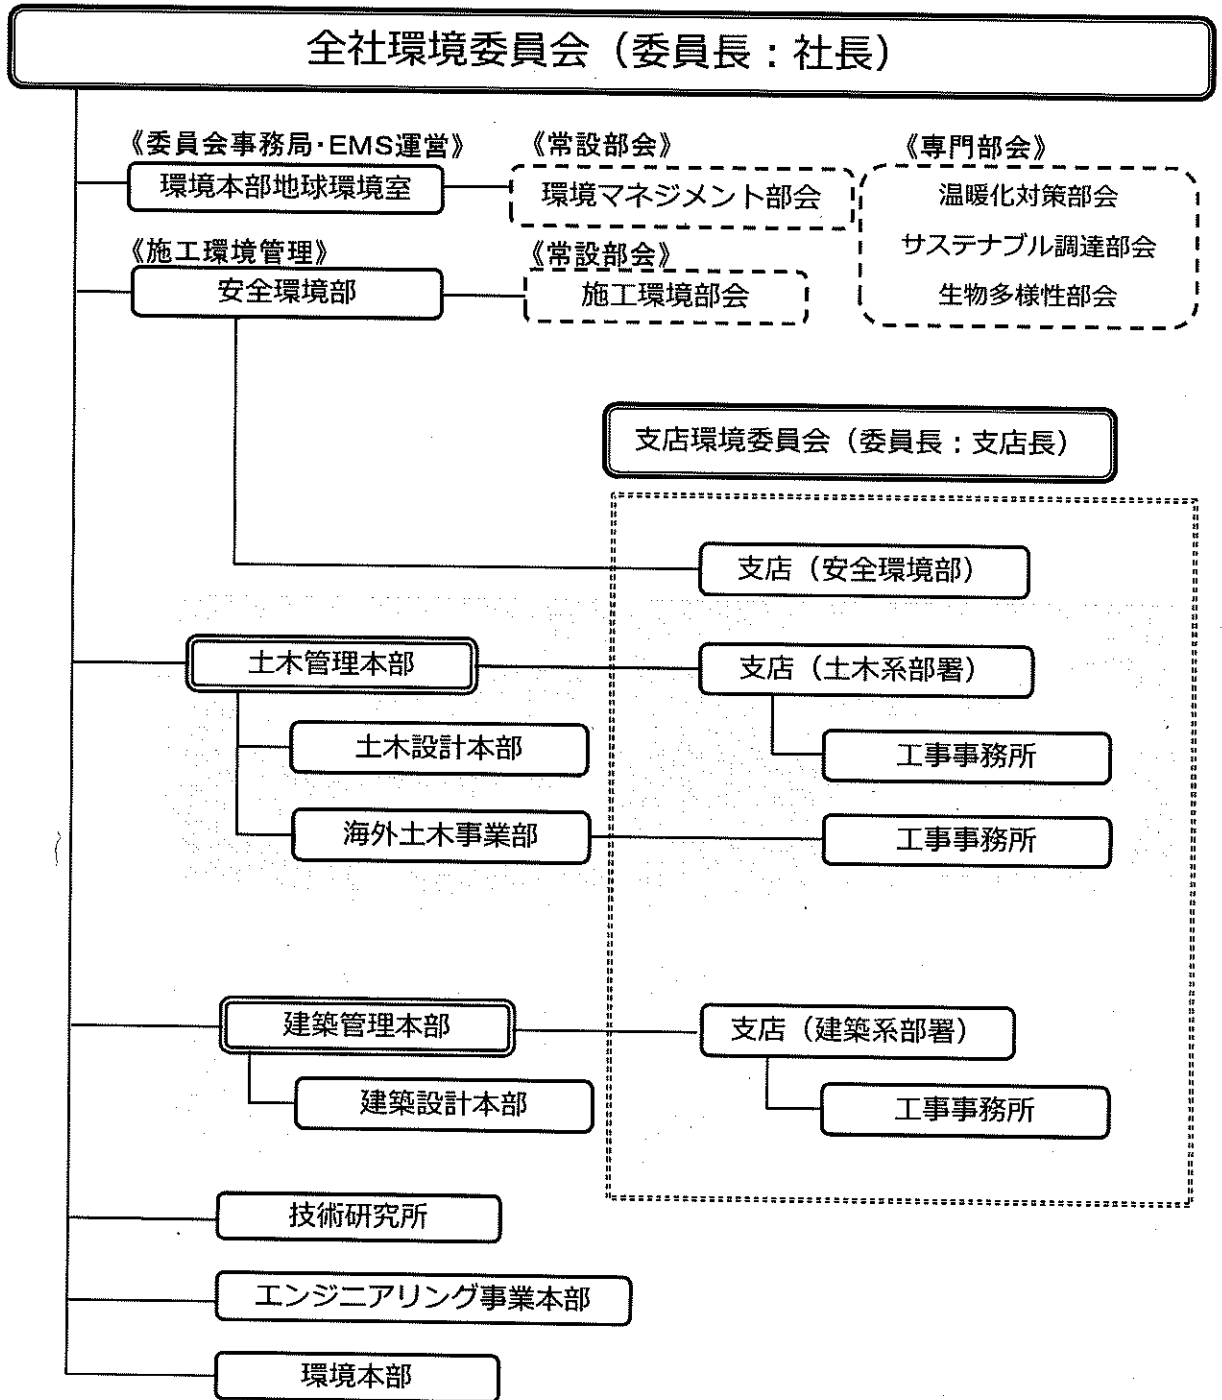 全社環境委員会（委員長：社長）
《委員会事務局・EMS運営》
環境本部地球環境室
《常設部会》
環境マネジメント部会
《専門部会》
温暖化対策部会
サステナブル調達部会
生物多様性部会
《施工環境管理》
安全環境部
《常設部会》
施工環境部会
支店環境委員会（委員長：支店長）
支店（安全環境部）
土木管理本部
支店（土木系部署）
土木設計本部
工事事務所
海外土木事業部
工事事務所
建築管理本部
支店（建築系部署）
建築設計本部
工事事務所
技術研究所
エンジニアリング事業本部
環境本部